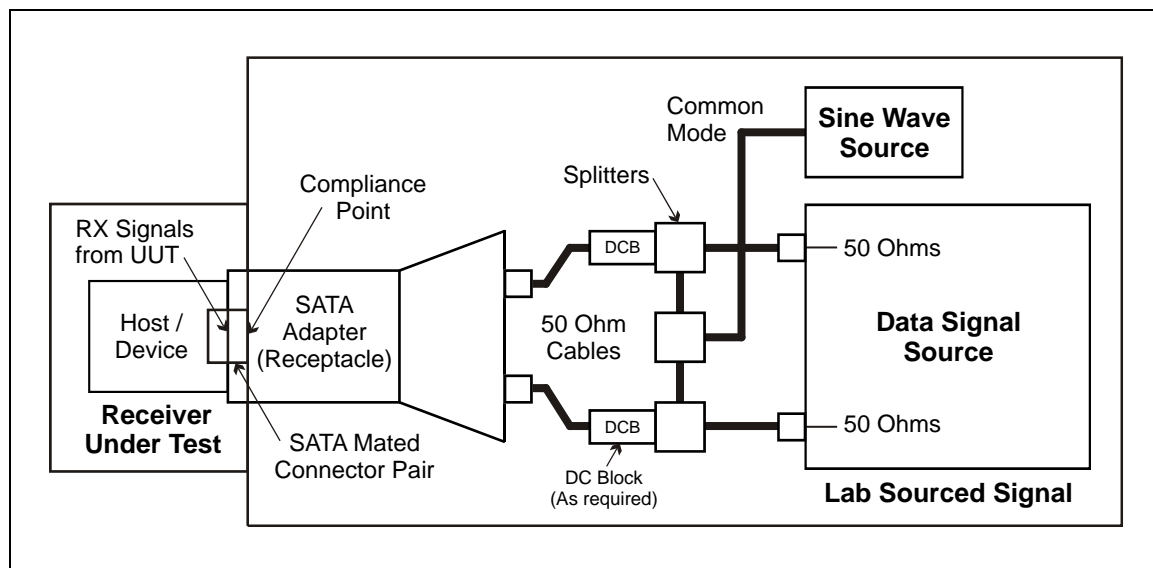 Common
Mode
Sine Wave
Source
Splitters
Compliance
Point
RX Signals
from UUT
DCB
50 Ohms
Host /
Device
SATA
Adapter
(Receptacle)
50 Ohm
Cables
Data Signal
Source
Receiver
Under Test
SATA Mated
Connector Pair
DCB
50 Ohms
DC Block
(As required)
Lab Sourced Signal